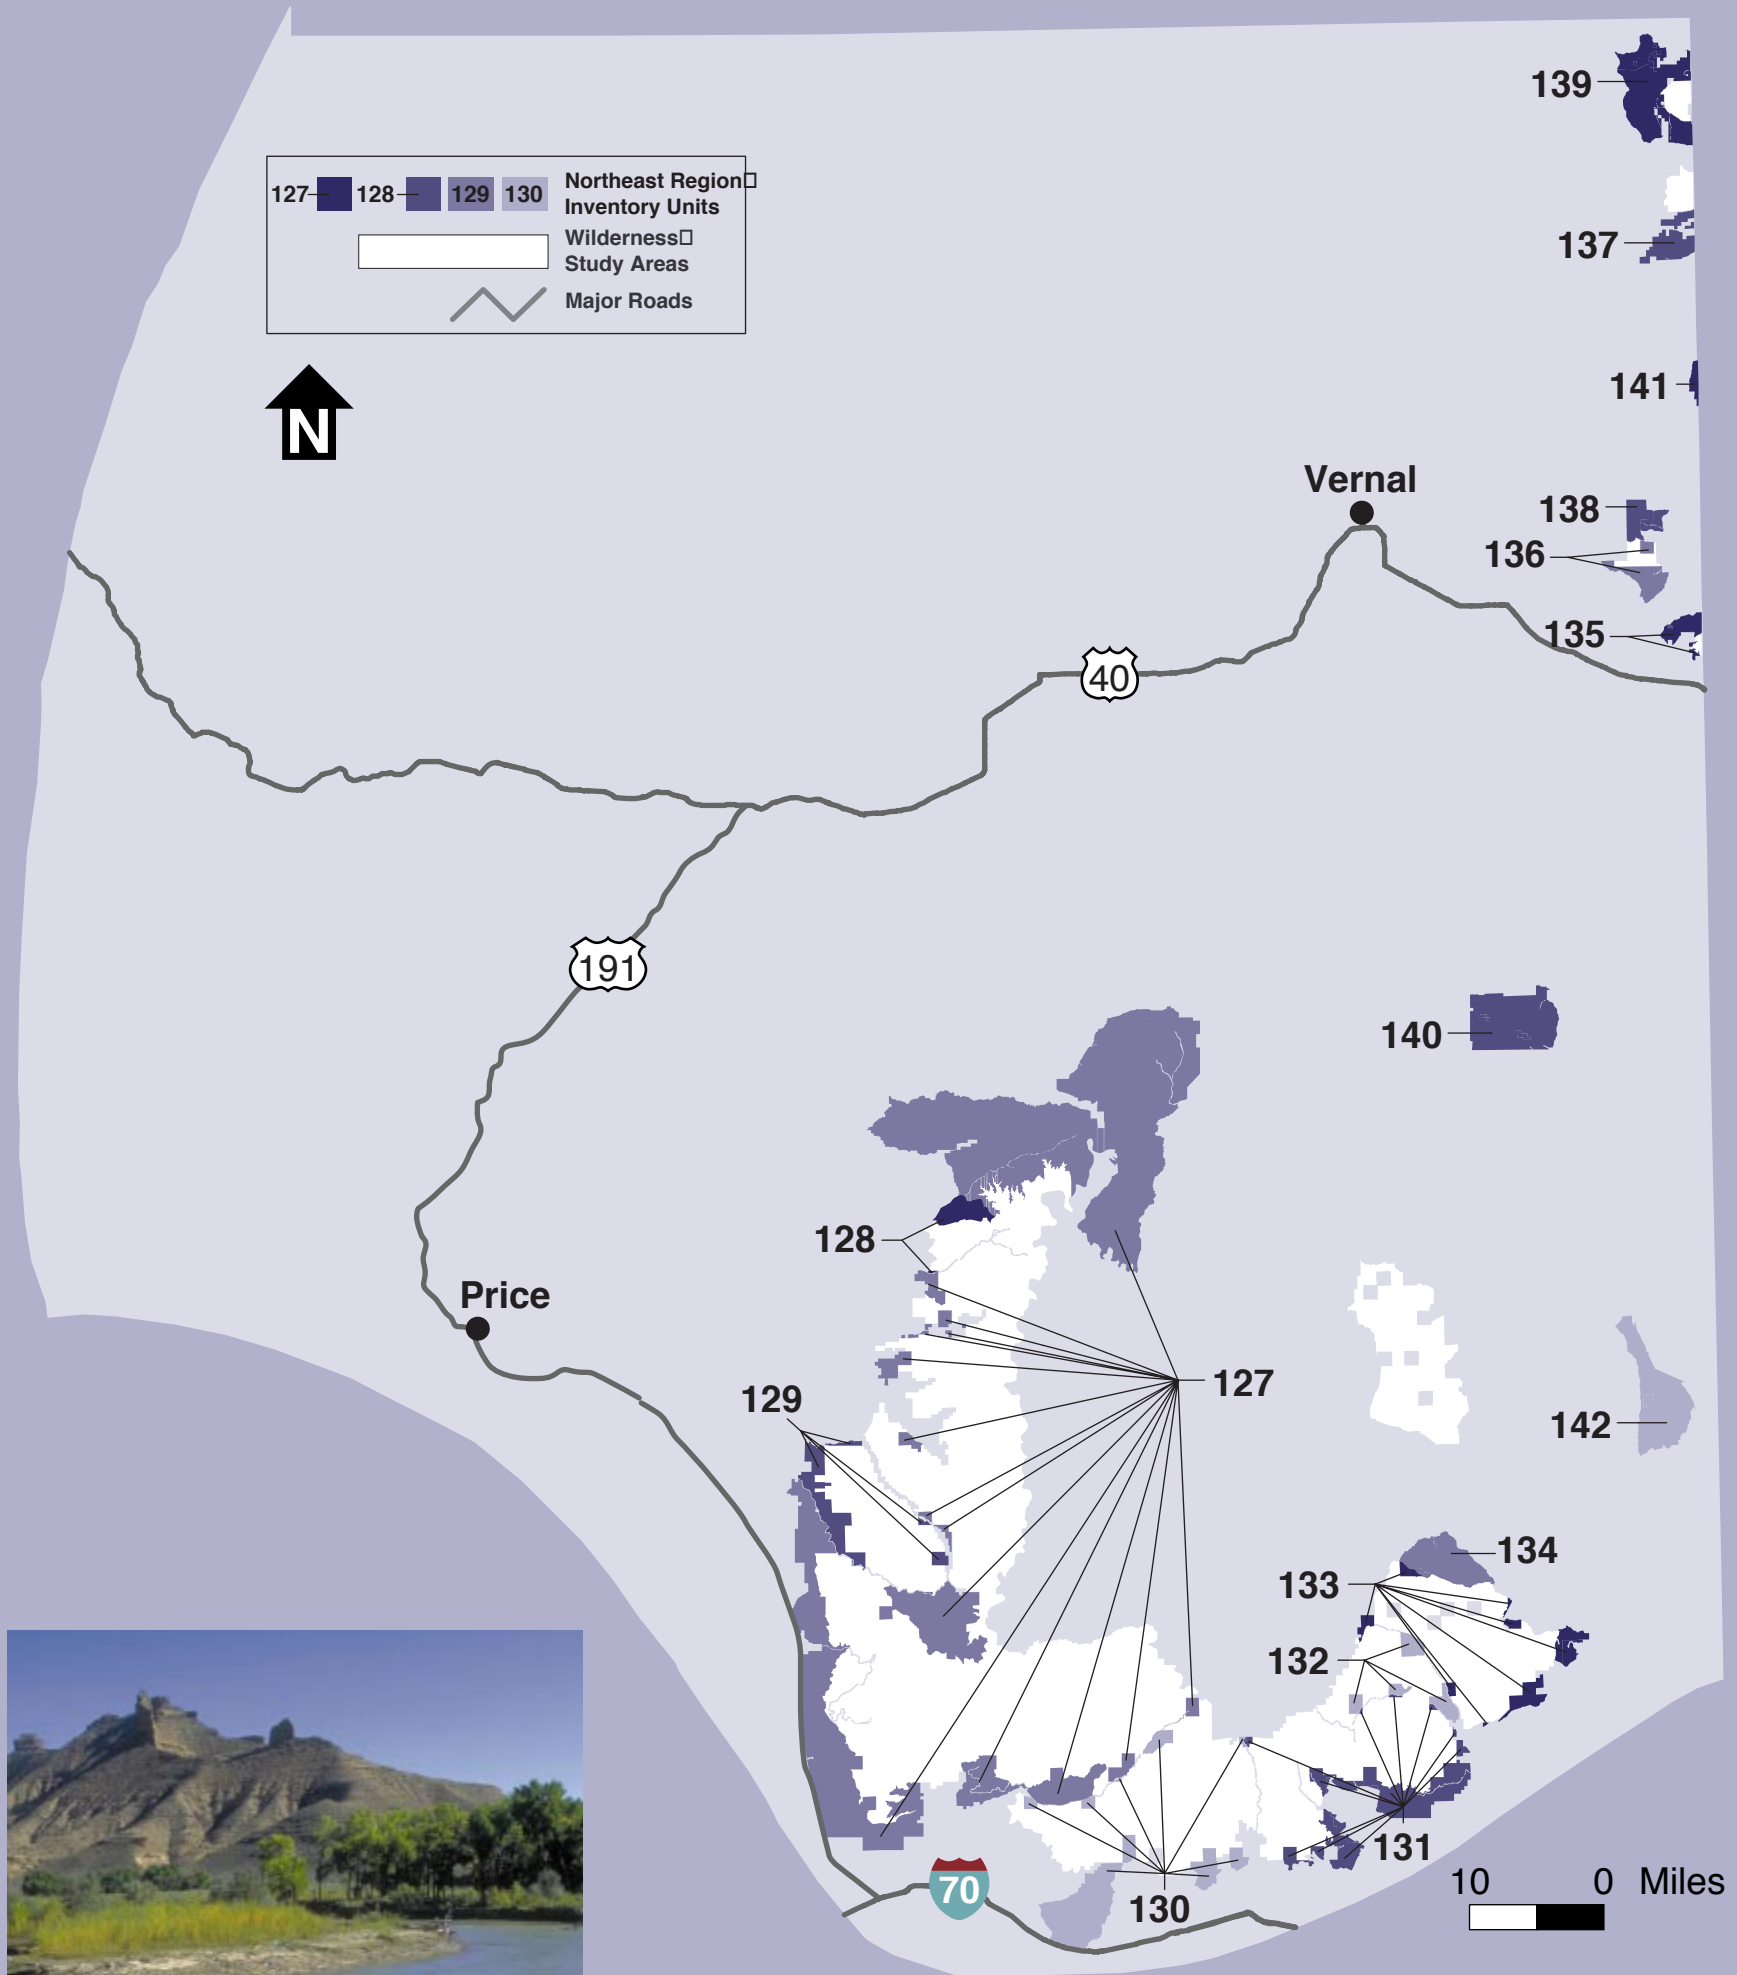 139
127 128 129 130 Northeast Region
Inventory Units
Wilderness
Study Areas
Major Roads
137
N
141
Vernal
138
136
135
40
191
140
128
Price
127
129
142
134
133
132
131
70
130
10 0 Miles